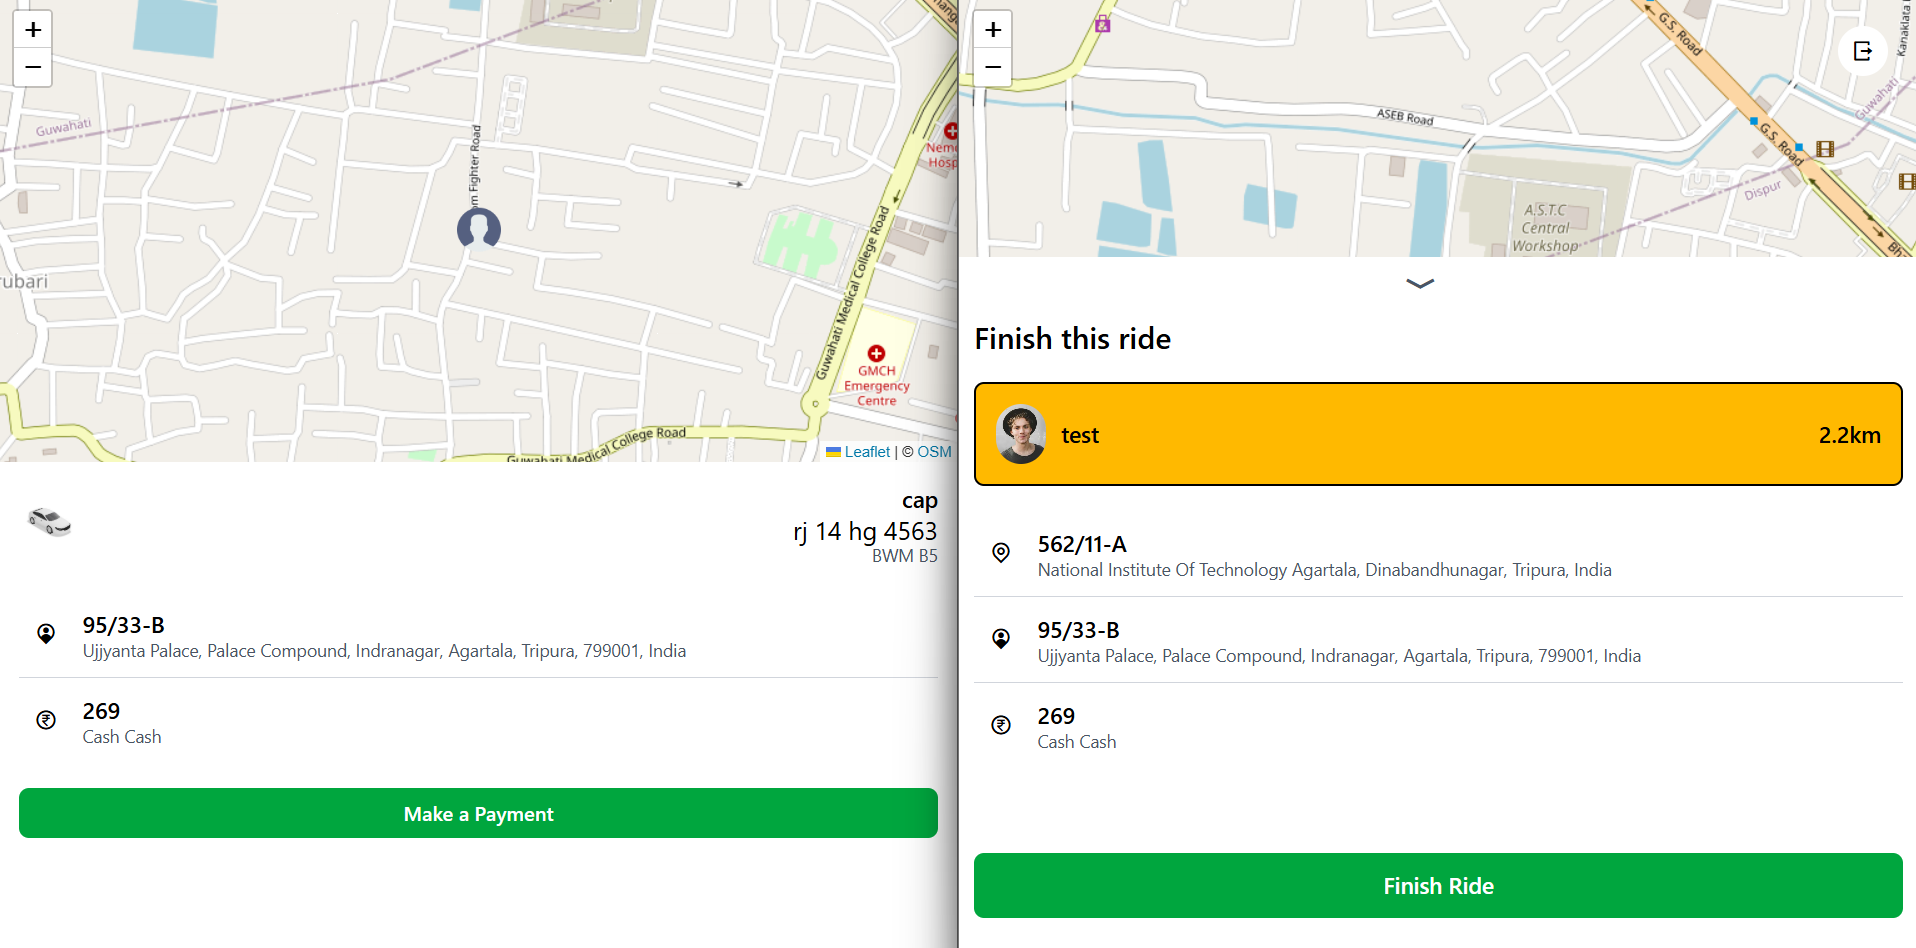 +
−
Guwahati
om Fighter Road
Nem
Hosp
rubari
Guwahati Medical College Road
GMCH
Emergency
Centre
Guwahati Medical College Road
Leaflet | © OSM
cap
rj 14 hg 4563
BWM B5
95/33-B
Ujjyanta Palace, Palace Compound, Indranagar, Agartala, Tripura, 799001, India
269
Cash Cash
Make a Payment
+
−
G.S. Road
Kanaklata
ASEB Road
Guwahati
G.S. Road
Dispur
A.S.T.C
Central
Workshop
Bha
Finish this ride
test
2.2km
562/11-A
National Institute Of Technology Agartala, Dinabandhunagar, Tripura, India
95/33-B
Ujjyanta Palace, Palace Compound, Indranagar, Agartala, Tripura, 799001, India
269
Cash Cash
Finish Ride